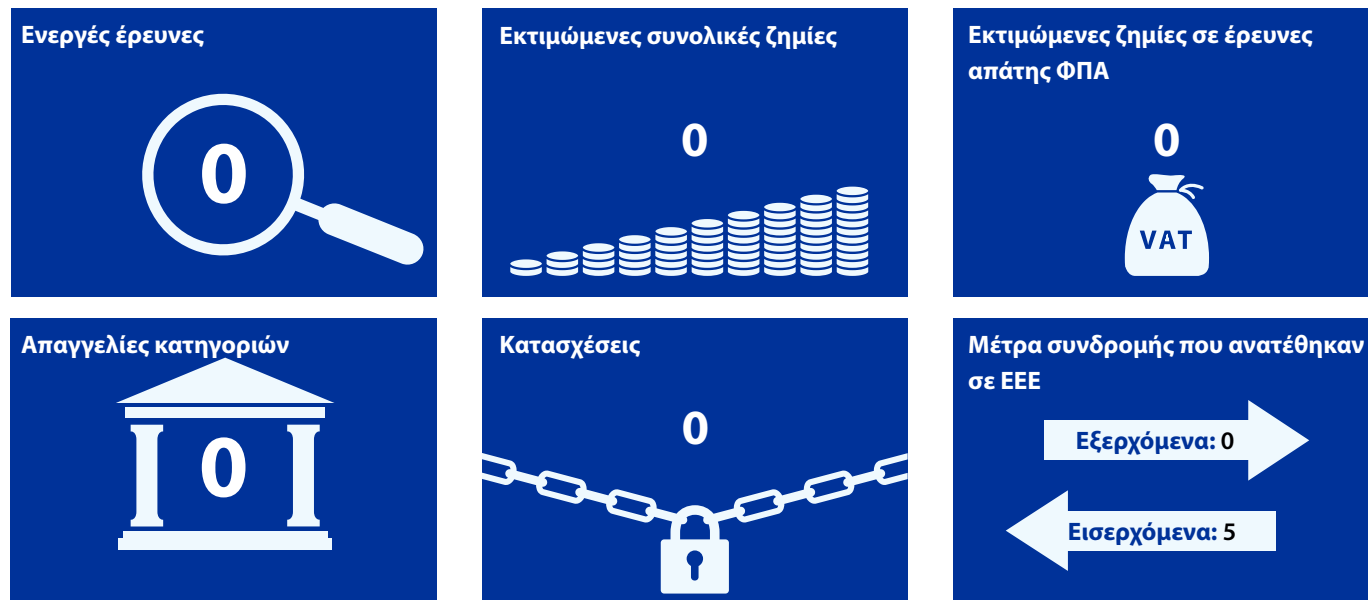 Ενεργές έρευνες
0
Εκτιμώμενες συνολικές ζημίες
0
Εκτιμώμενες ζημίες σε έρευνες
απάτης ΦΠΑ
0
VAT
Απαγγελίες κατηγοριών
0
Κατασχέσεις
0
Μέτρα συνδρομής που ανατέθηκαν
σε ΕΕΕ
Εξερχόμενα: 0
Εισερχόμενα: 5